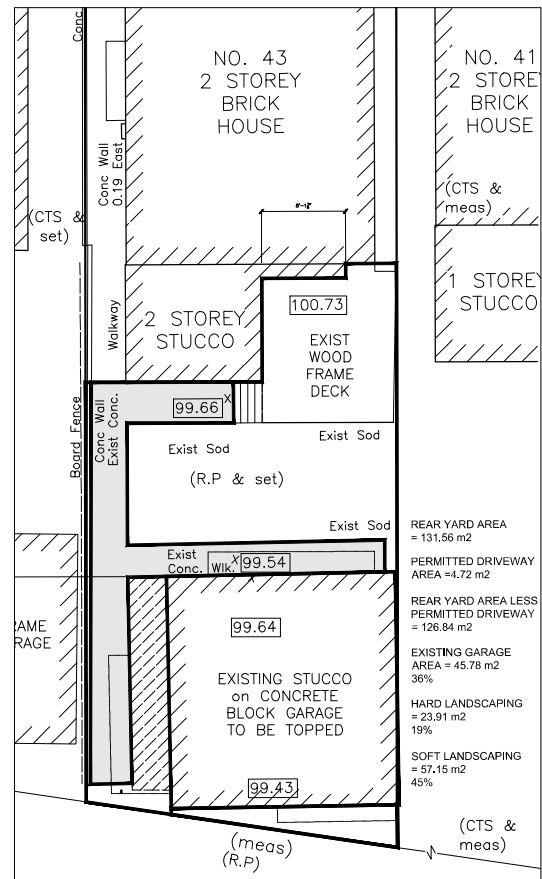 Conc.
NO. 43
2 STOREY
BRICK
HOUSE
NO. 41
2 STOREY
BRICK
HOUSE
Conc Wall
0.19 East
(CTS &
set)
(CTS &
meas)
Walkway
2 STOREY
STUCCO
100.73
EXIST
WOOD
FRAME
DECK
1 STOREY
STUCCO
Board Fence
Conc Wall
Exist Conc.
99.66 X
Exist Sod
Exist Sod
(R.P & set)
Exist Sod
Exist
Conc. Wlk.
X 99.54
REAR YARD AREA
= 131.56 m2
PERMITTED DRIVEWAY
AREA =4.72 m2
REAR YARD AREA LESS
PERMITTED DRIVEWAY
= 126.84 m2
EXISTING GARAGE
AREA = 45.78 m2
36%
HARD LANDSCAPING
= 23.91 m2
19%
SOFT LANDSCAPING
= 57.15 m2
45%
RAME
RAGE
99.64
EXISTING STUCCO
on CONCRETE
BLOCK GARAGE
TO BE TOPPED
99.43
(meas)
(R.P)
(CTS &
meas)
N